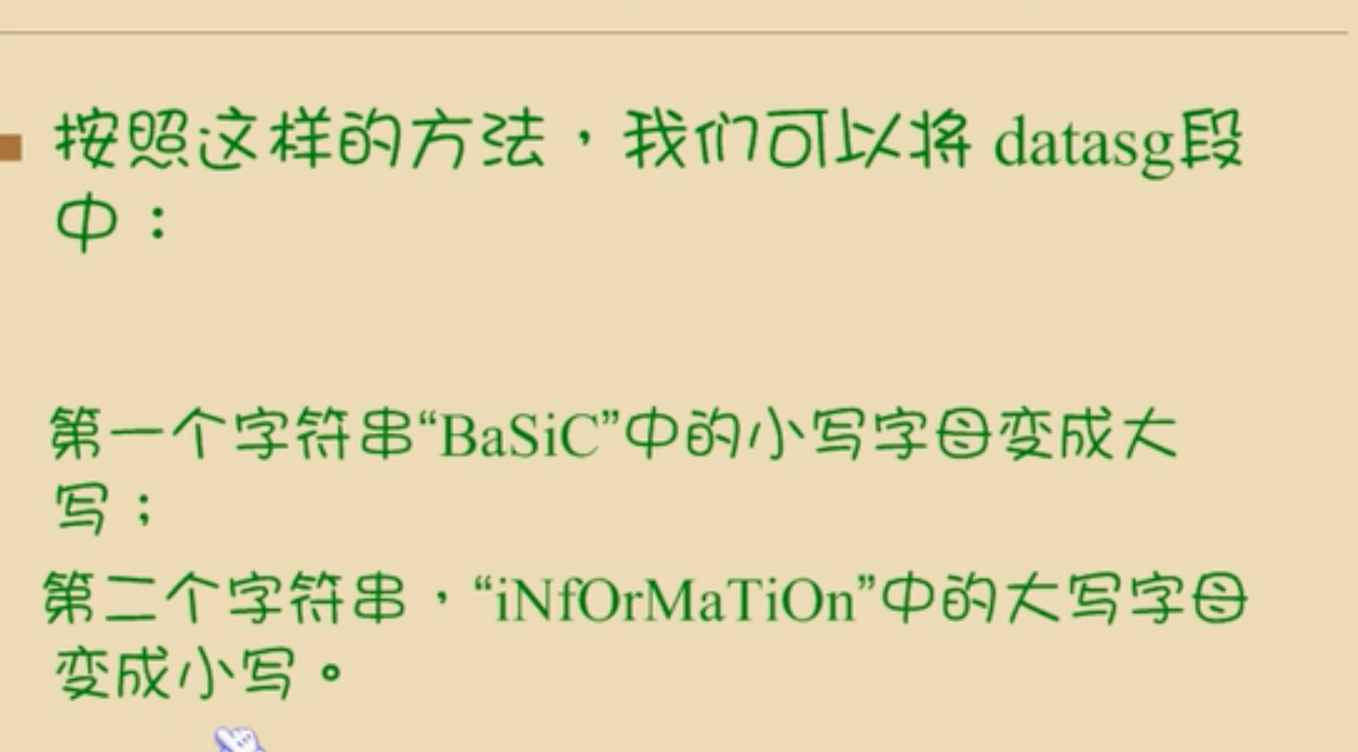 按照这样的方法，我们可以将 datasg段
中：
第一个字符串“BaSiC”中的小写字母变成大
写；
第二个字符串，“iNfOrMaTiOn”中的大写字母
变成小写。